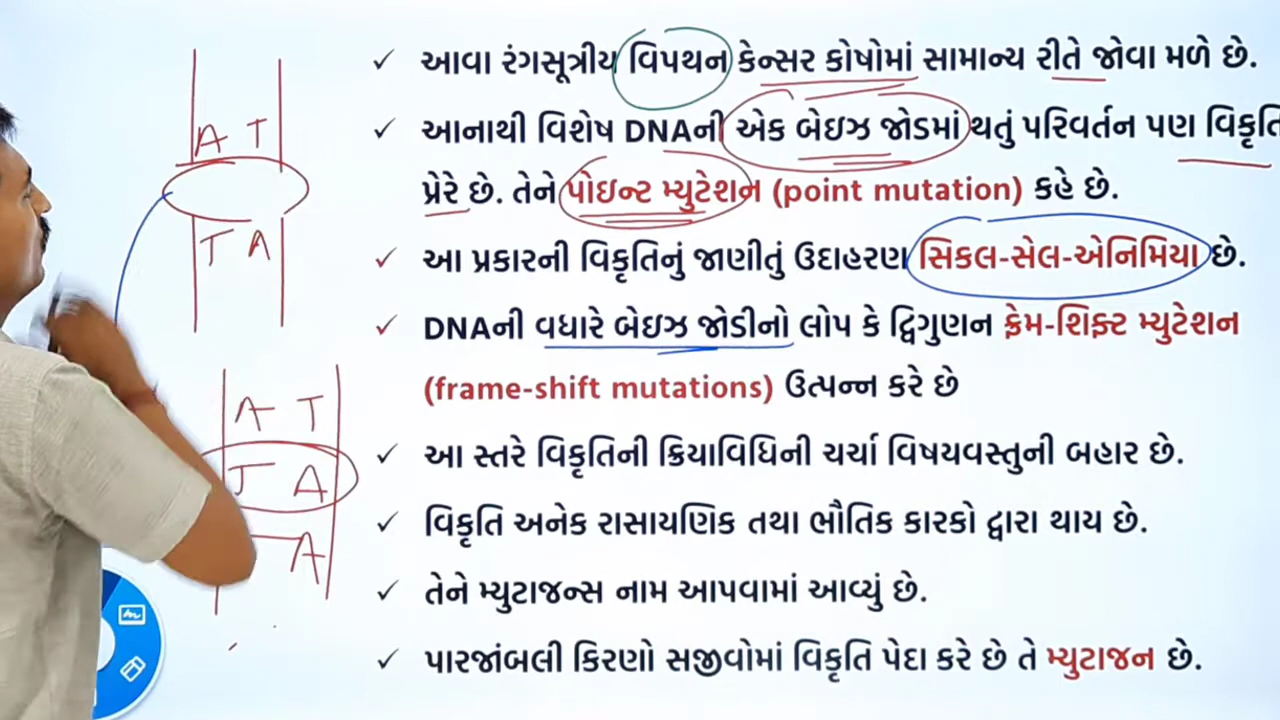 A T
T A
A T
T A
A
✓ આવા રંગસૂત્રીય વિપથન કેન્સર કોષોમાં સામાન્ય રીતે જોવા મળે છે.
✓ આનાથી વિશેષ DNAની એક બેઇઝ જોડમાં થતું પરિવર્તન પણ વિકૃતિ
પ્રેરે છે. તેને પોઇન્ટ મ્યુટેશન (point mutation) કહે છે.
✓ આ પ્રકારની વિકૃતિનું જાણીતું ઉદાહરણ સિકલ-સેલ-એનિમિયા છે.
✓ DNAની વધારે બેઇઝ જોડીનો લોપ કે દ્વિગુણન ફ્રેમ-શિફ્ટ મ્યુટેશન
(frame-shift mutations) ઉત્પન્ન કરે છે
✓ આ સ્તરે વિકૃતિની ક્રિયાવિધિની ચર્ચા વિષયવસ્તુની બહાર છે.
✓ વિકૃતિ અનેક રાસાયણિક તથા ભૌતિક કારકો દ્વારા થાય છે.
✓ તેને મ્યુટાજન્સ નામ આપવામાં આવ્યું છે.
✓ પારજાંબલી કિરણો સજીવોમાં વિકૃતિ પેદા કરે છે તે મ્યુટાજન છે.